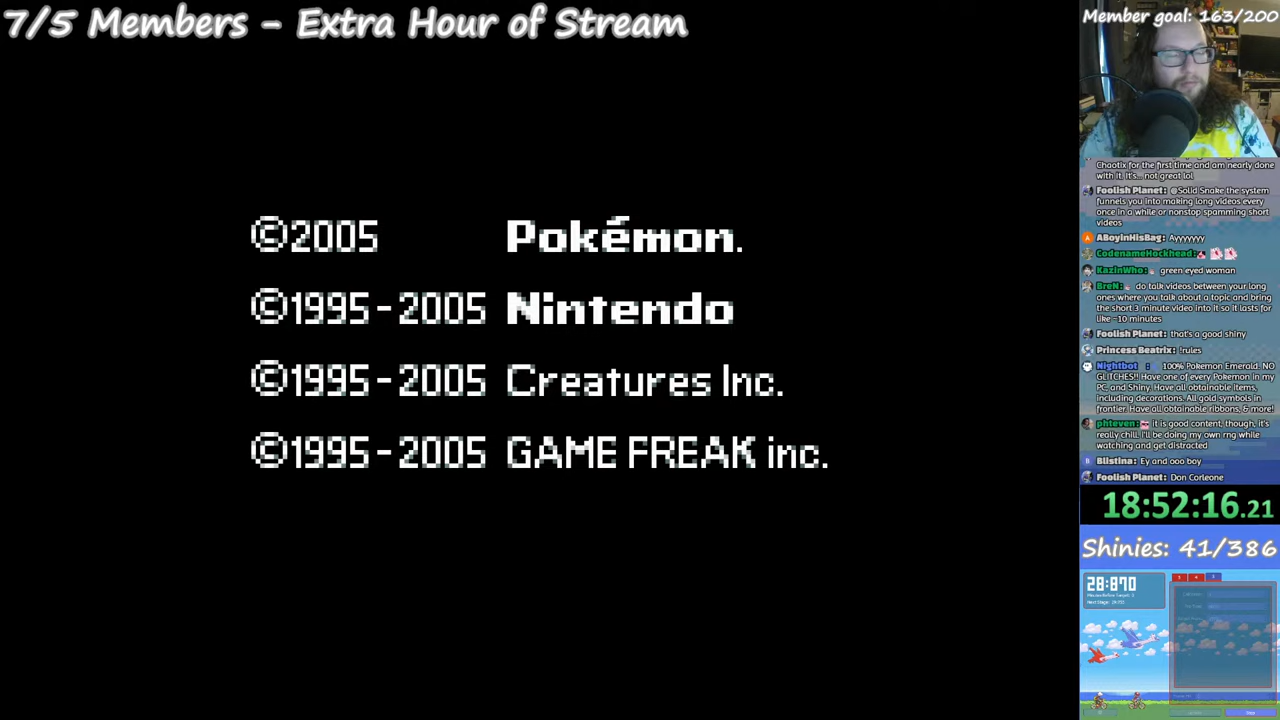 7/5 Members - Extra Hour of Stream
Member goal: 163/200
©2005 Pokémon.
©1995-2005 Nintendo
©1995-2005 Creatures Inc.
©1995-2005 GAME FREAK inc.
Chaotix for the first time and am nearly done
with it. It's... not great lol
Foolish Planet: @Solid Snake the system
funnels you into making long videos every
once in a while or nonstop spamming short
videos
ABoyinHisBag: Ayyyyyyy
CodenameHockhead:
KazinWho: green eyed woman
BreN: do talk videos between your long
ones where you talk about a topic and bring
the short 3 minute video into it so it lasts for
like ~10 minutes
Foolish Planet: that's a good shiny
Princess Beatrix: !rules
Nightbot : 100% Pokemon Emerald. NO
GLITCHES!! Have one of every Pokemon in my
PC and Shiny. Have all obtainable items,
including decorations. All gold symbols in
frontier. Have all obtainable ribbons, & more!
phteven: it is good content, though, it's
really chill. I'll be doing my own rng while
watching and get distracted
Blistina: Ey and ooo boy
Foolish Planet: Don Corleone
18:52:16.21
Shinies: 41/386
28:870